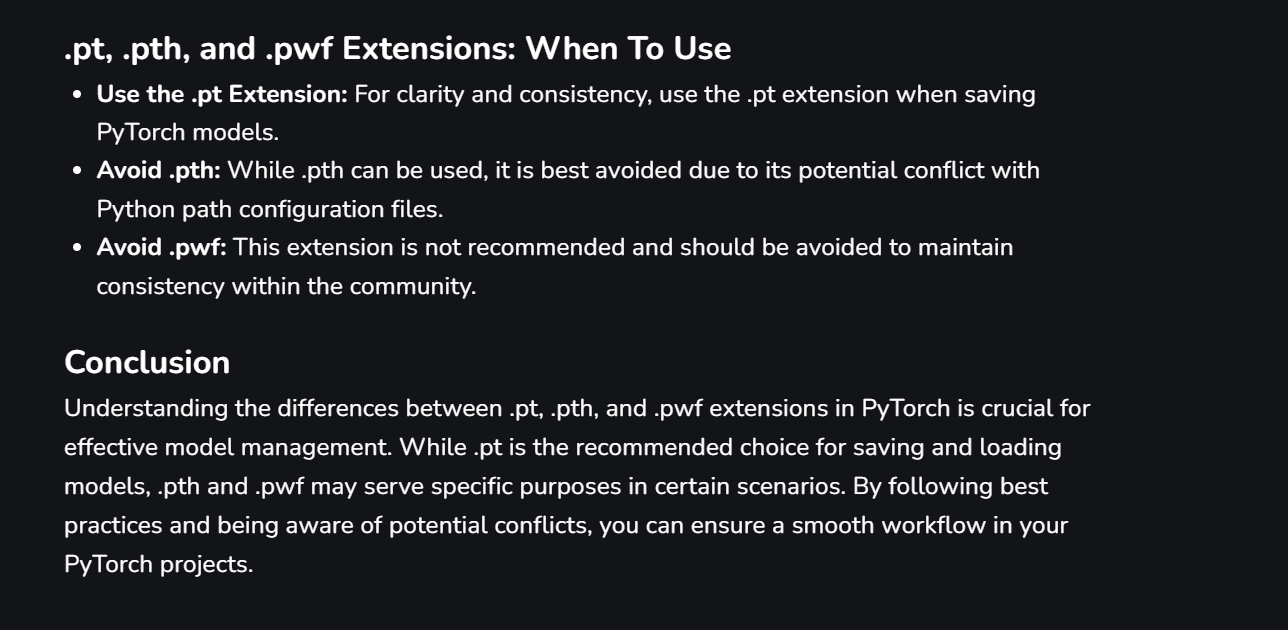 .pt, .pth, and .pwf Extensions: When To Use
• Use the .pt Extension: For clarity and consistency, use the .pt extension when saving
PyTorch models.
• Avoid .pth: While .pth can be used, it is best avoided due to its potential conflict with
Python path configuration files.
• Avoid .pwf: This extension is not recommended and should be avoided to maintain
consistency within the community.
Conclusion
Understanding the differences between .pt, .pth, and .pwf extensions in PyTorch is crucial for
effective model management. While .pt is the recommended choice for saving and loading
models, .pth and .pwf may serve specific purposes in certain scenarios. By following best
practices and being aware of potential conflicts, you can ensure a smooth workflow in your
PyTorch projects.